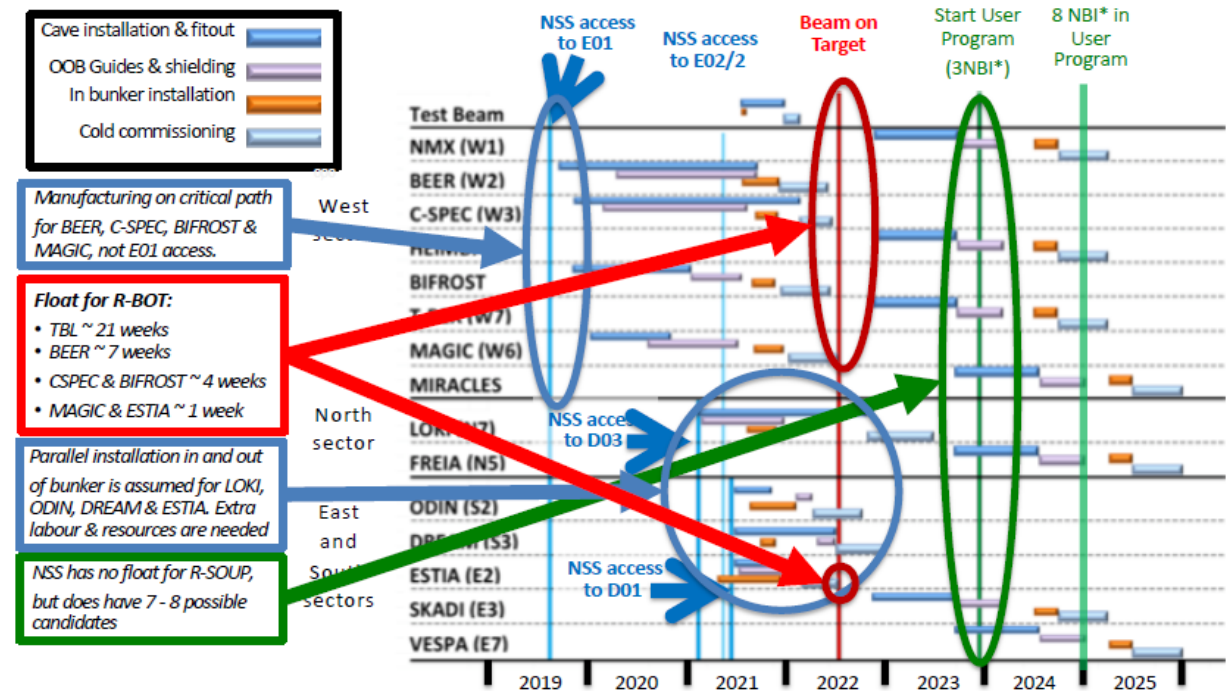 Cave installation & fitout
OOB Guides & shielding
In bunker installation
Cold commissioning
NSS access
to E01
NSS access
to E02/2
Beam on
Target
Start User
Program
(3NBI*)
8 NBI* in
User
Program
Manufacturing on critical path
for BEER, C-SPEC, BIFROST &
MAGIC, not E01 access.
Float for R-BOT:
• TBL ~ 21 weeks
• BEER ~ 7 weeks
• CSPEC & BIFROST ~ 4 weeks
• MAGIC & ESTIA ~ 1 week
Parallel installation in and out
of bunker is assumed for LOKI,
ODIN, DREAM & ESTIA. Extra
labour & resources are needed
NSS has no float for R-SOUP,
but does have 7 - 8 possible
candidates
West
North
sector
East
and
sectors
Test Beam
NMX (W1)
BEER (W2)
C-SPEC (W3)
BIFROST
MAGIC (W6)
MIRACLES
FREIA (N5)
ODIN (S2)
ESTIA (E2)
SKADI (E3)
VESPA (E7)
NSS access
to D03
NSS access
to D01
2019 2020 2021 2022 2023 2024 2025